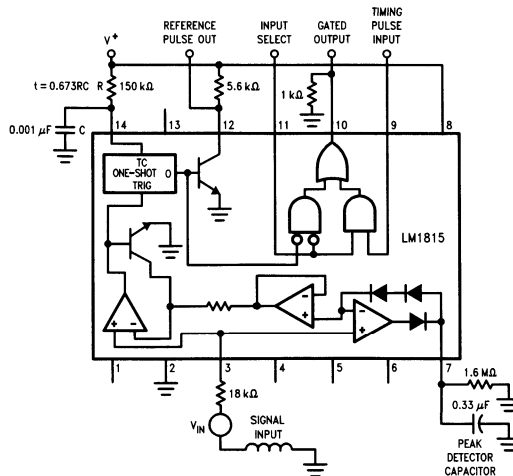 V+
REFERENCE
PULSE OUT
INPUT
SELECT
GATED
OUTPUT
TIMING
PULSE
INPUT
t = 0.673RC R
150 kΩ
5.6 kΩ
1 kΩ
0.001 µF
C
14
13
12
11
10
9
8
TC
ONE-SHOT
TRIG
O
LM1815
+
-
-
+
-
+
1
2
3
4
5
6
7
18 kΩ
1.6 MΩ
0.33 µF
VIN
SIGNAL
INPUT
PEAK
DETECTOR
CAPACITOR